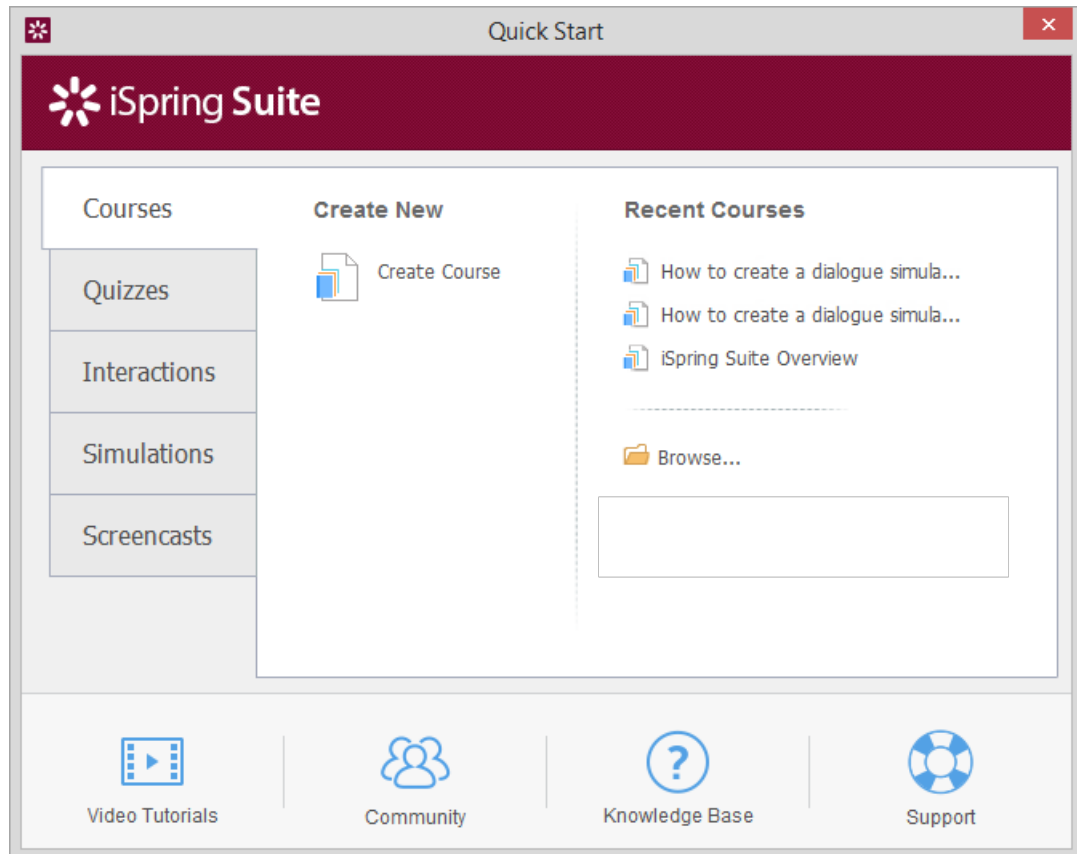 Quick Start
iSpring Suite
Courses
Quizzes
Interactions
Simulations
Screencasts
Create New
Create Course
Recent Courses
How to create a dialogue simula...
How to create a dialogue simula...
iSpring Suite Overview
Browse...
Video Tutorials
Community
Knowledge Base
Support